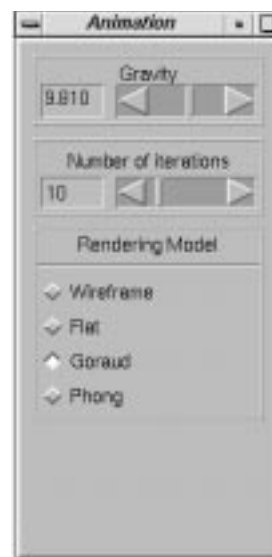 Animation
Gravity
9.810
Number of iterations
10
Rendering Model
Wireframe
Flat
Goraud
Phong